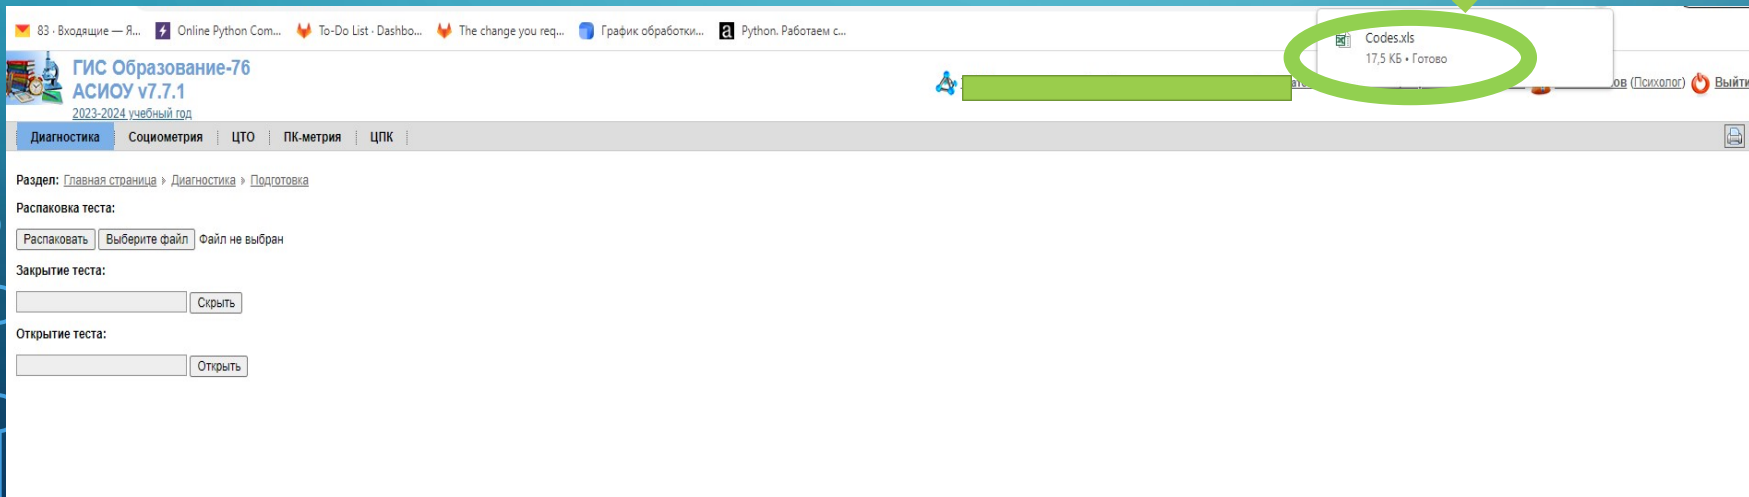 83 · Входящие — Я... Online Python Com... To-Do List · Dashbo... The change you req... График обработки... Python. Работаем с...
Codes.xls
17,5 КБ • Готово
ГИС Образование-76
АСИОУ v7.7.1
2023-2024 учебный год
(Психолог) Выйти
Диагностика Социометрия ЦТО ПК-метрия ЦПК
Раздел: Главная страница Диагностика Подготовка
Распаковка теста:
Распаковать Выберите файл Файл не выбран
Закрытие теста:
Скрыть
Открытие теста:
Открыть